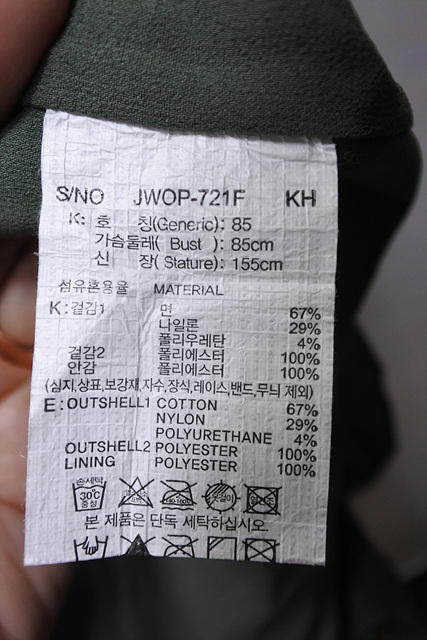 S/NO JWOP-721F KH
K: 호 칭(Generic): 85
가슴둘레( Bust ): 85cm
신 장( Stature): 155cm
섬유혼용율 MATERIAL
K:겉감1 면 67%
나일론 29%
폴리우레탄 4%
겉감2 폴리에스터 100%
안감 폴리에스터 100%
(심지,상표,보강재,자수,장식,레이스,밴드,무늬 제외)
E:OUTSHELL1 COTTON 67%
NYLON 29%
POLYURETHANE 4%
OUTSHELL2 POLYESTER 100%
LINING POLYESTER 100%
손세탁
30℃
중성
본 제품은 단독 세탁하십시오.